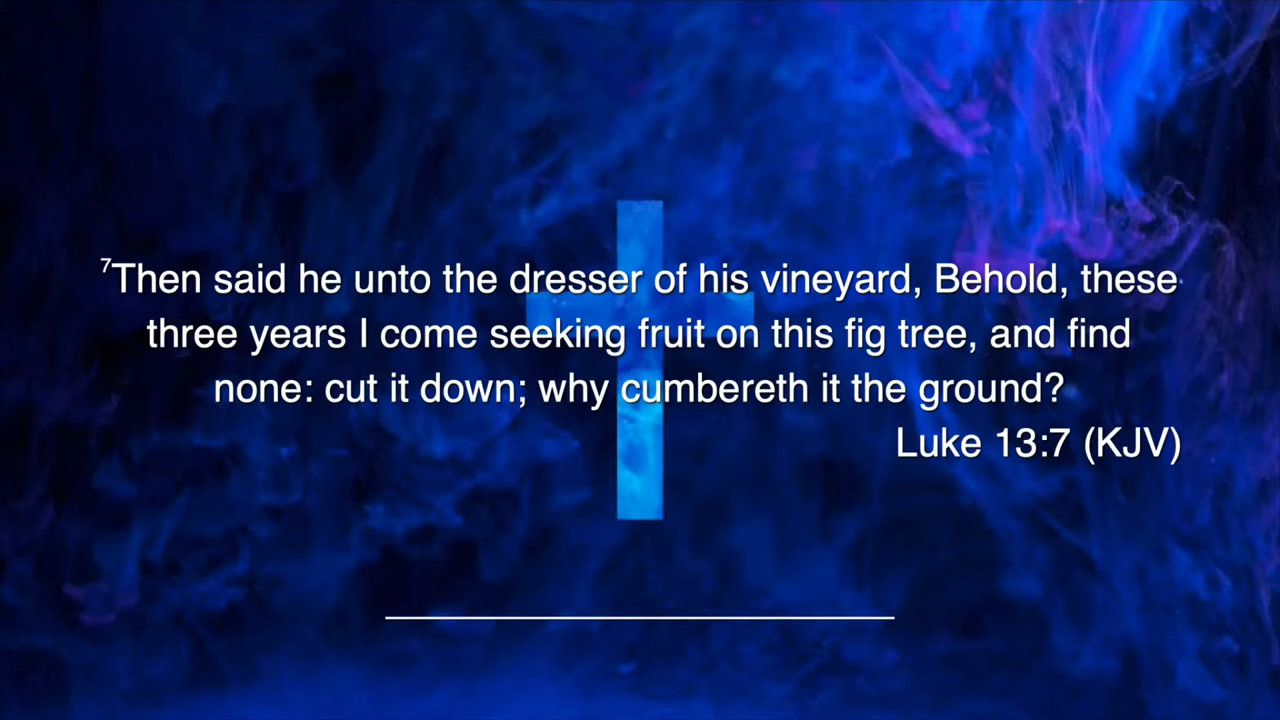 7Then said he unto the dresser of his vineyard, Behold, these
three years I come seeking fruit on this fig tree, and find
none: cut it down; why cumbereth it the ground?
Luke 13:7 (KJV)